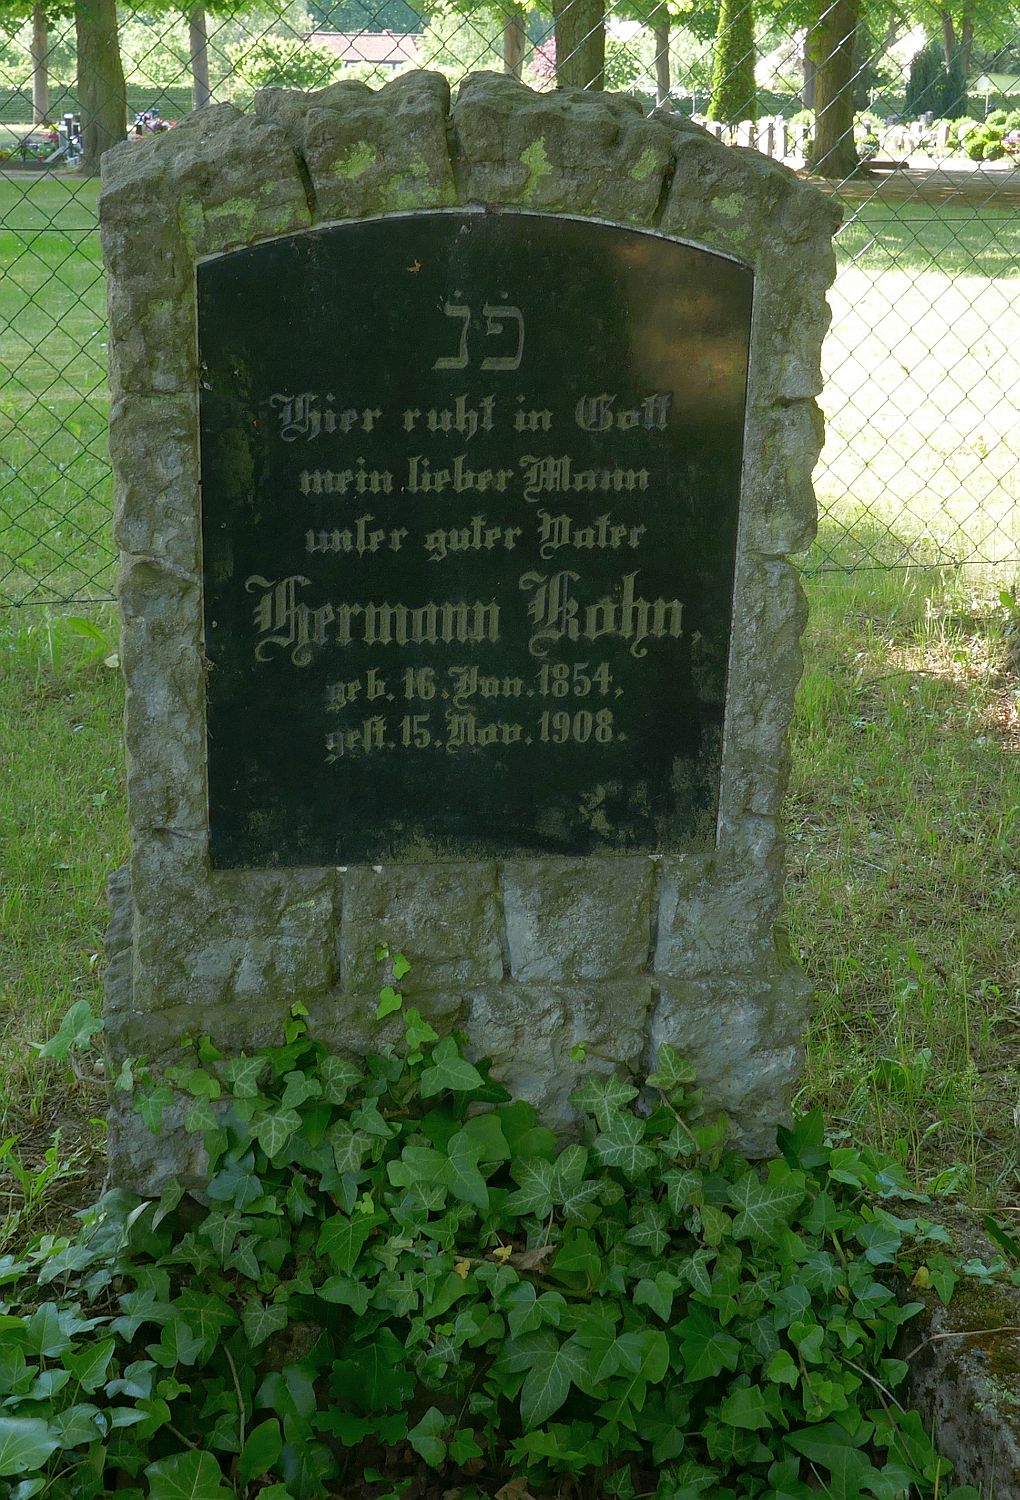 פ נ
Hier ruht in Gott
mein lieber Mann
unser guter Vater
Hermann Kohn,
geb. 16. Jan. 1854,
gest. 15. Nov. 1908.